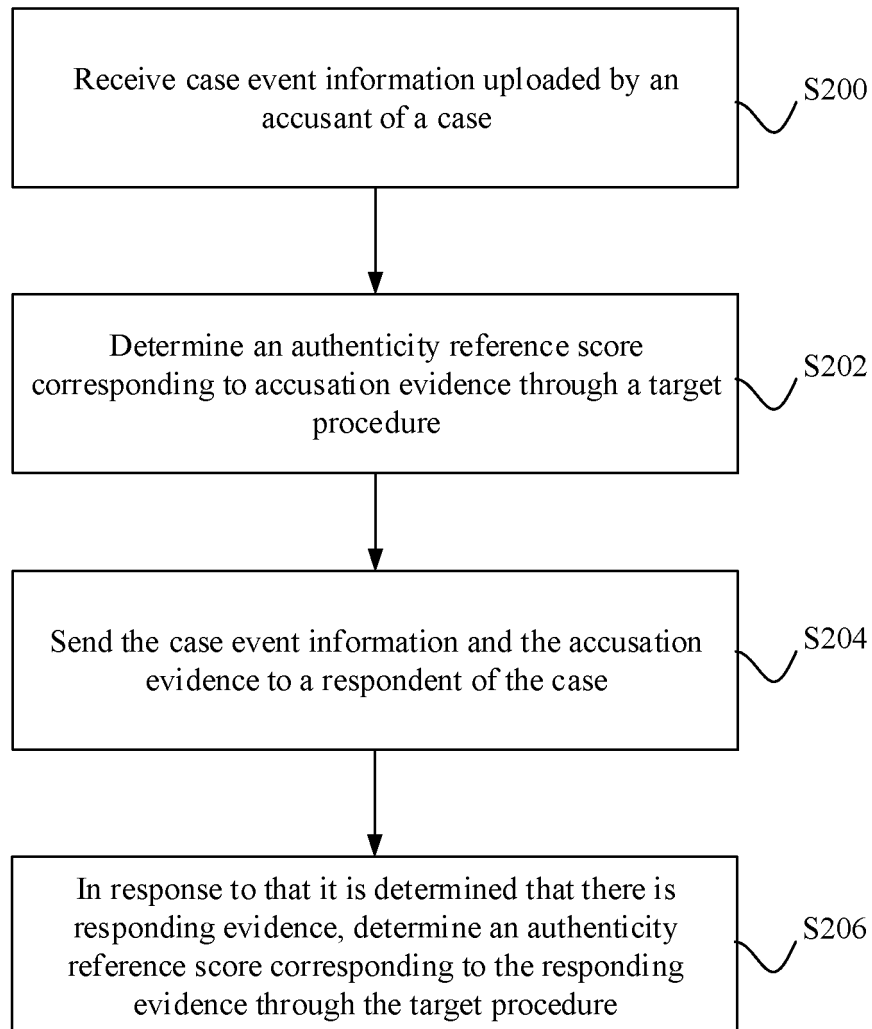 Receive case event information uploaded by an
accusant of a case
S200
Determine an authenticity reference score
corresponding to accusation evidence through a target
procedure
S202
Send the case event information and the accusation
evidence to a respondent of the case
S204
In response to that it is determined that there is
responding evidence, determine an authenticity
reference score corresponding to the responding
evidence through the target procedure
S206